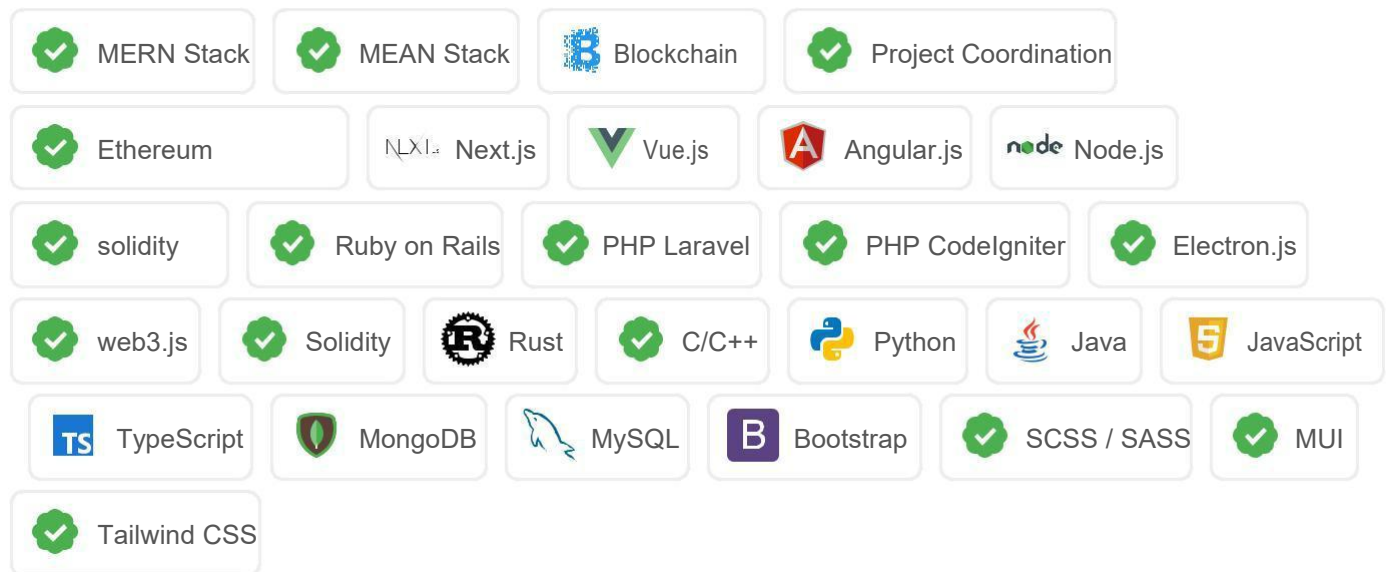 MERN Stack MEAN Stack Blockchain Project Coordination
Ethereum Next.js Vue.js Angular.js node Node.js
solidity Ruby on Rails PHP Laravel PHP CodeIgniter Electron.js
web3.js Solidity R Rust C/C++ Python Java JavaScript
TS TypeScript MongoDB MySQL B Bootstrap SCSS / SASS MUI
Tailwind CSS